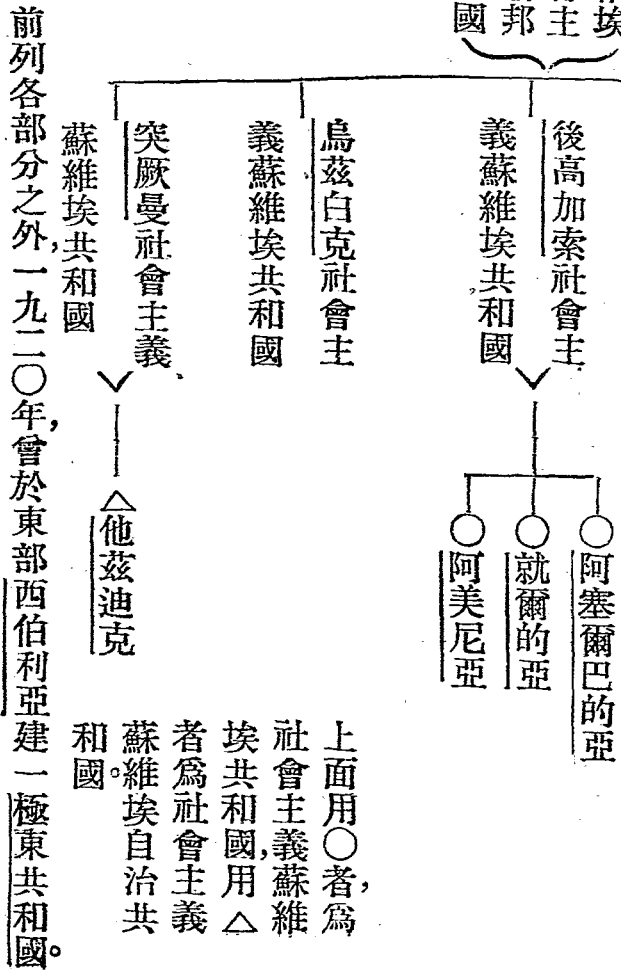 埃
主
邦
國
後高加索社會主
義蘇維埃共和國
○阿塞爾巴的亞
○就爾的亞
○阿美尼亞
烏茲白克社會主
義蘇維埃共和國
突厥曼社會主義
蘇維埃共和國
△他茲迪克
上面用○者,爲
社會主義蘇維
埃共和國,用△
者爲社會主義
蘇維埃自治共
和國。
前列各部分之外,一九二○年,曾於東部西伯利亞建一極東共和國。